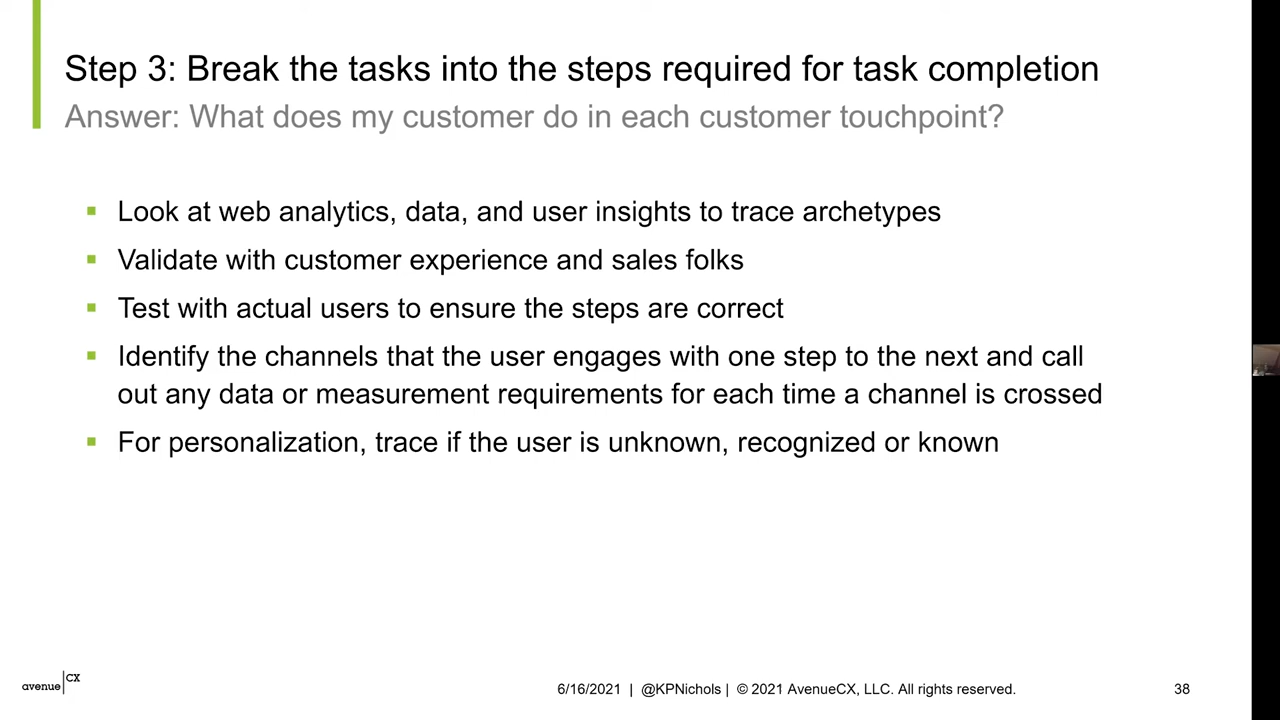 Step 3: Break the tasks into the steps required for task completion
Answer: What does my customer do in each customer touchpoint?
Look at web analytics, data, and user insights to trace archetypes
Validate with customer experience and sales folks
Test with actual users to ensure the steps are correct
Identify the channels that the user engages with one step to the next and call
out any data or measurement requirements for each time a channel is crossed
For personalization, trace if the user is unknown, recognized or known
avenue|CX
6/16/2021 | @KPNichols | © 2021 AvenueCX, LLC. All rights reserved.
38